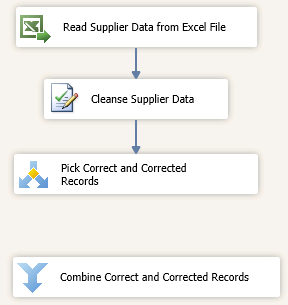 Read Supplier Data from Excel File
Cleanse Supplier Data
Pick Correct and Corrected
Records
Combine Correct and Corrected Records